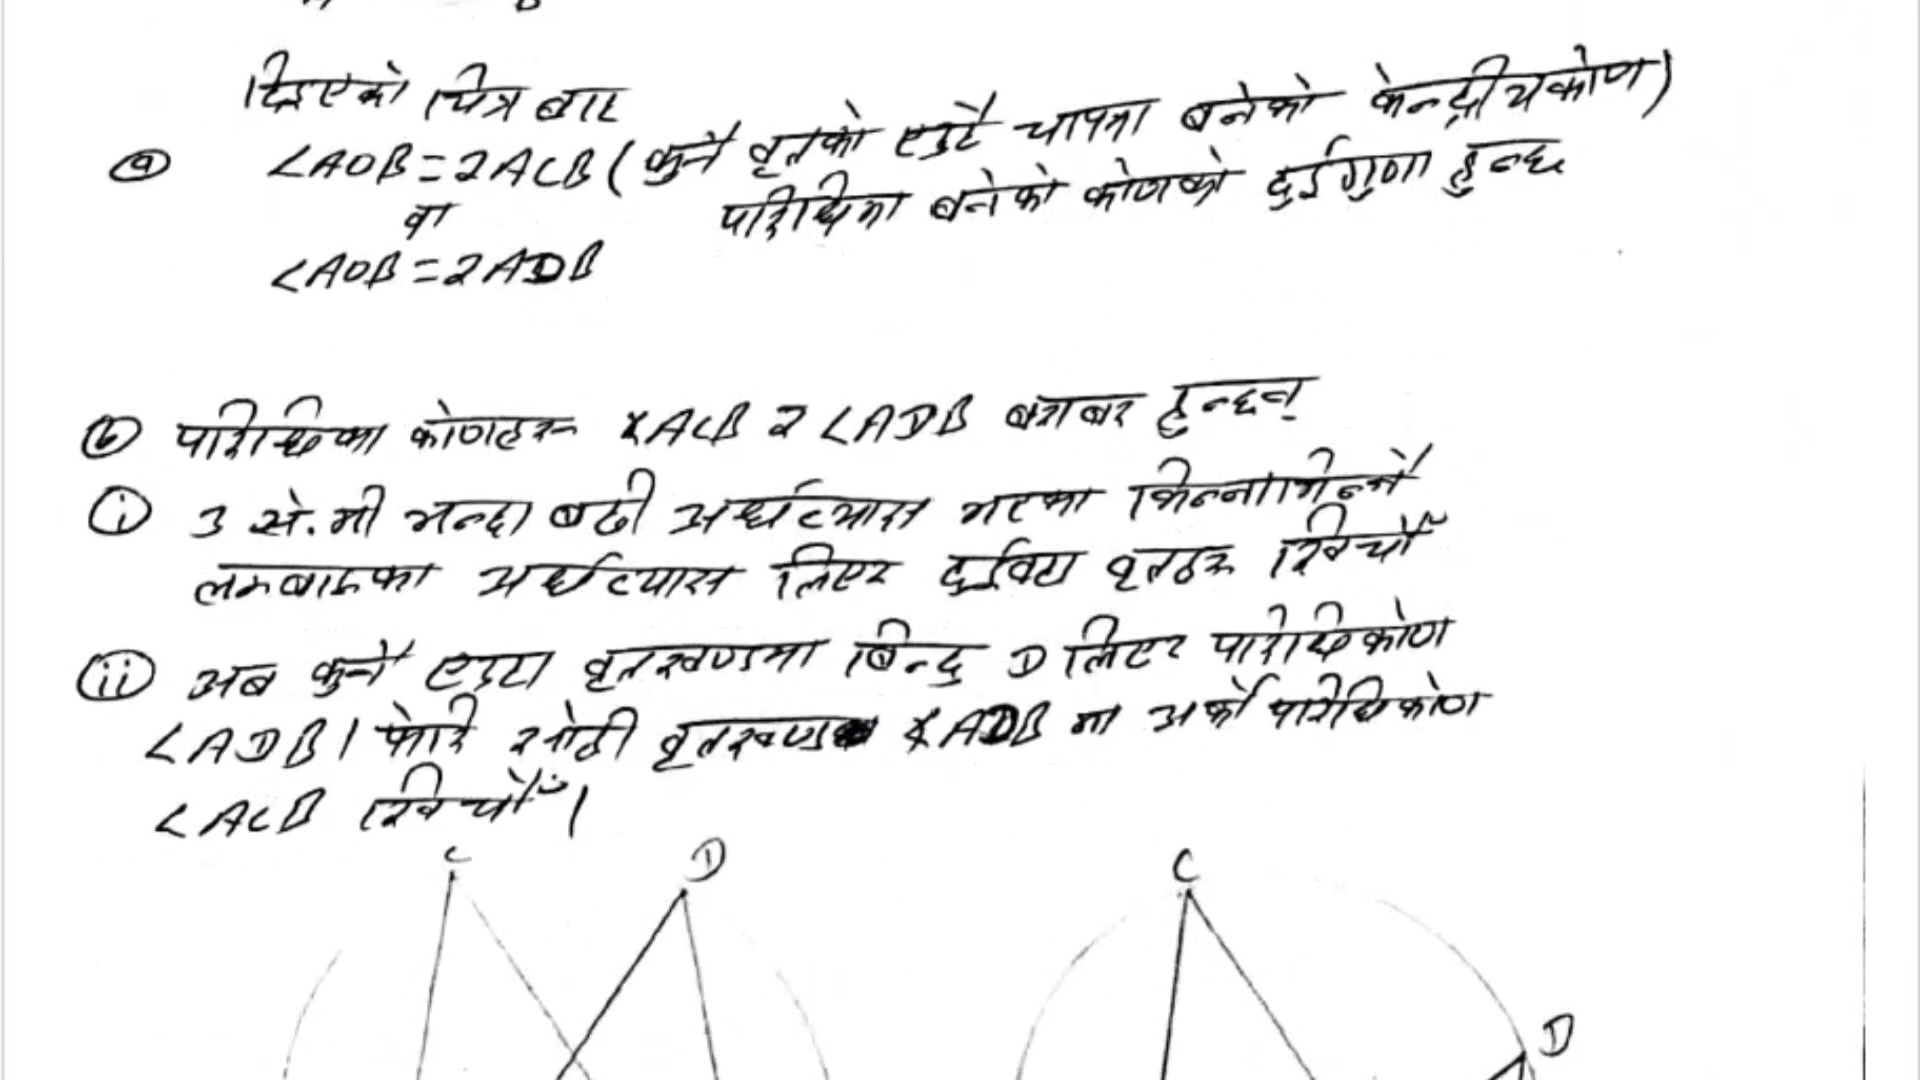 दिइएको चित्र बाट
ⓐ ∠AOB = 2ACB ( कुनै वृतको एउटै चापमा बनेको केन्द्रीयकोण)
वा परिधिमा बनेको कोणको दुईगुणा हुन्छ
∠AOB = 2ADB
ⓑ परिधिका कोणहरू ∠ACB र ∠ADB बराबर हुन्छन्
ⓘ 3 से.मी भन्दा बढी अर्धव्यास भएका भिन्नाभिन्नै
लम्बाइका अर्धव्यास लिएर दुईवटा वृतहरू खिचौँ
(ii) अब कुनै एउटा वृतखण्डमा बिन्दु D लिएर परिधिकोण
∠ADB । फेरि सोही वृतखण्ड ∠ADB मा अर्को परिधिकोण
∠ACB खिचौँ ।
C D C
D